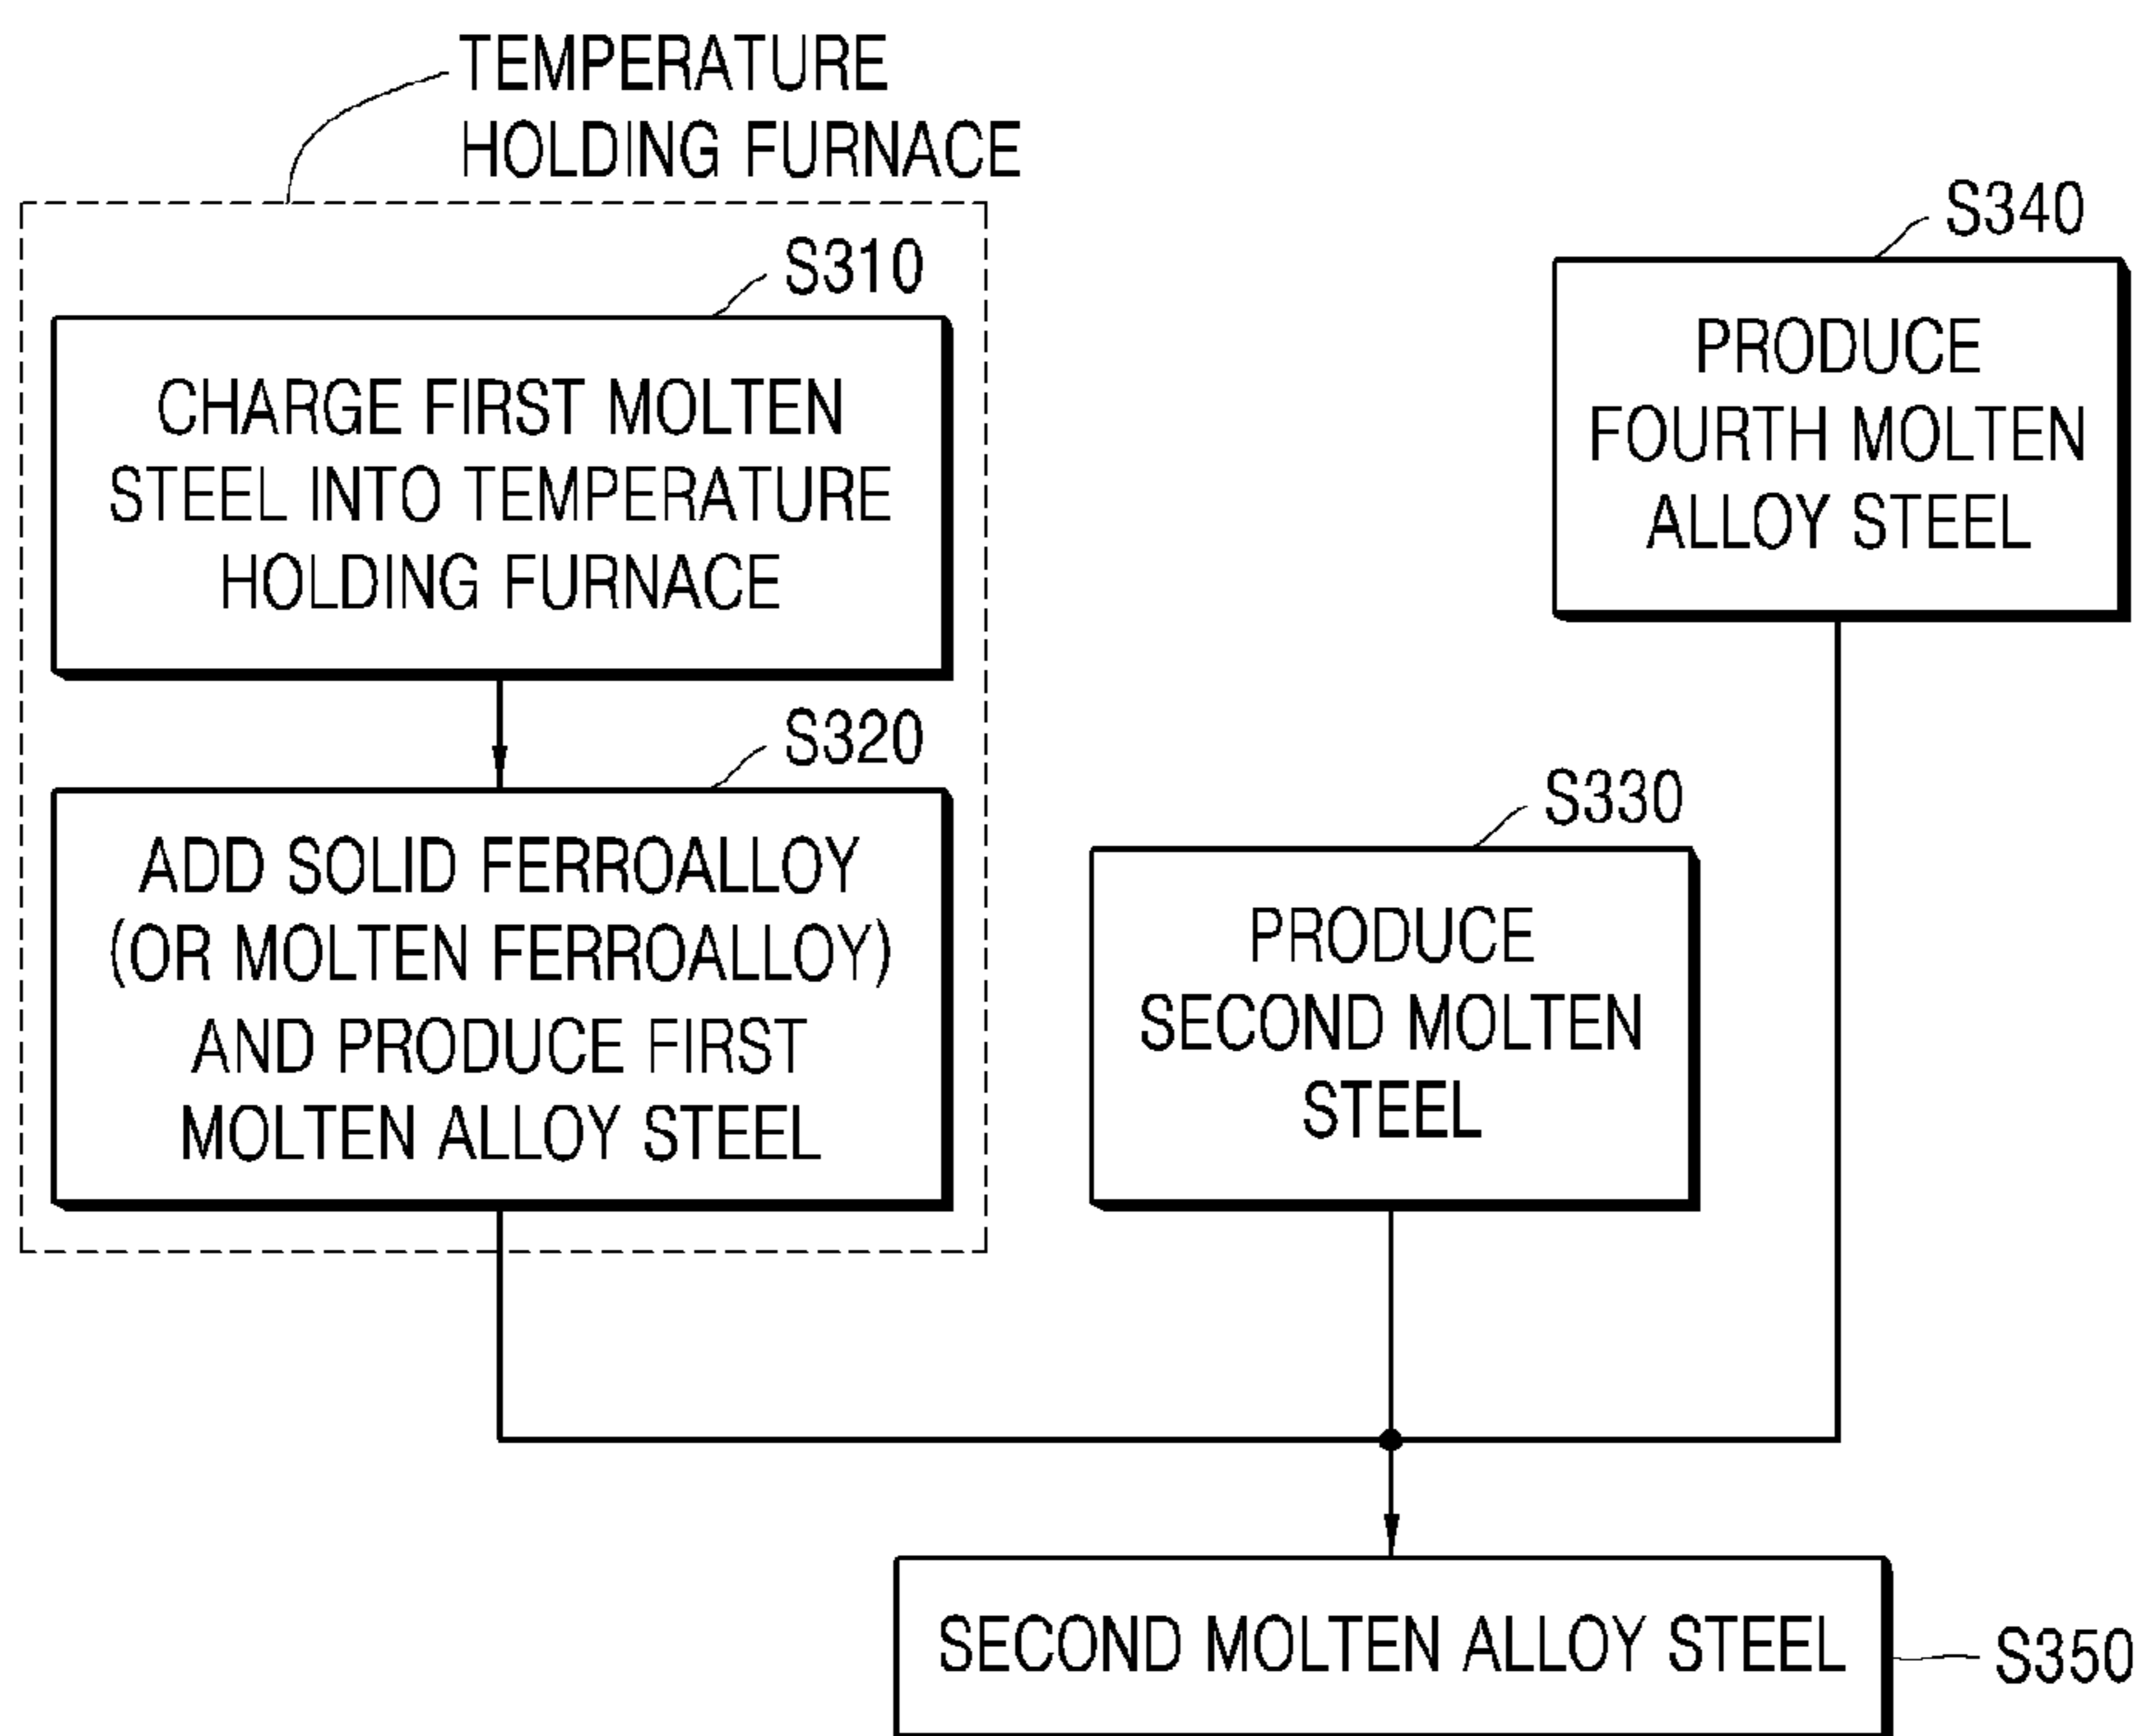 TEMPERATURE
HOLDING FURNACE
S310
CHARGE FIRST MOLTEN
STEEL INTO TEMPERATURE
HOLDING FURNACE
S320
ADD SOLID FERROALLOY
(OR MOLTEN FERROALLOY)
AND PRODUCE FIRST
MOLTEN ALLOY STEEL
S330
PRODUCE
SECOND MOLTEN
STEEL
S340
PRODUCE
FOURTH MOLTEN
ALLOY STEEL
SECOND MOLTEN ALLOY STEEL
S350